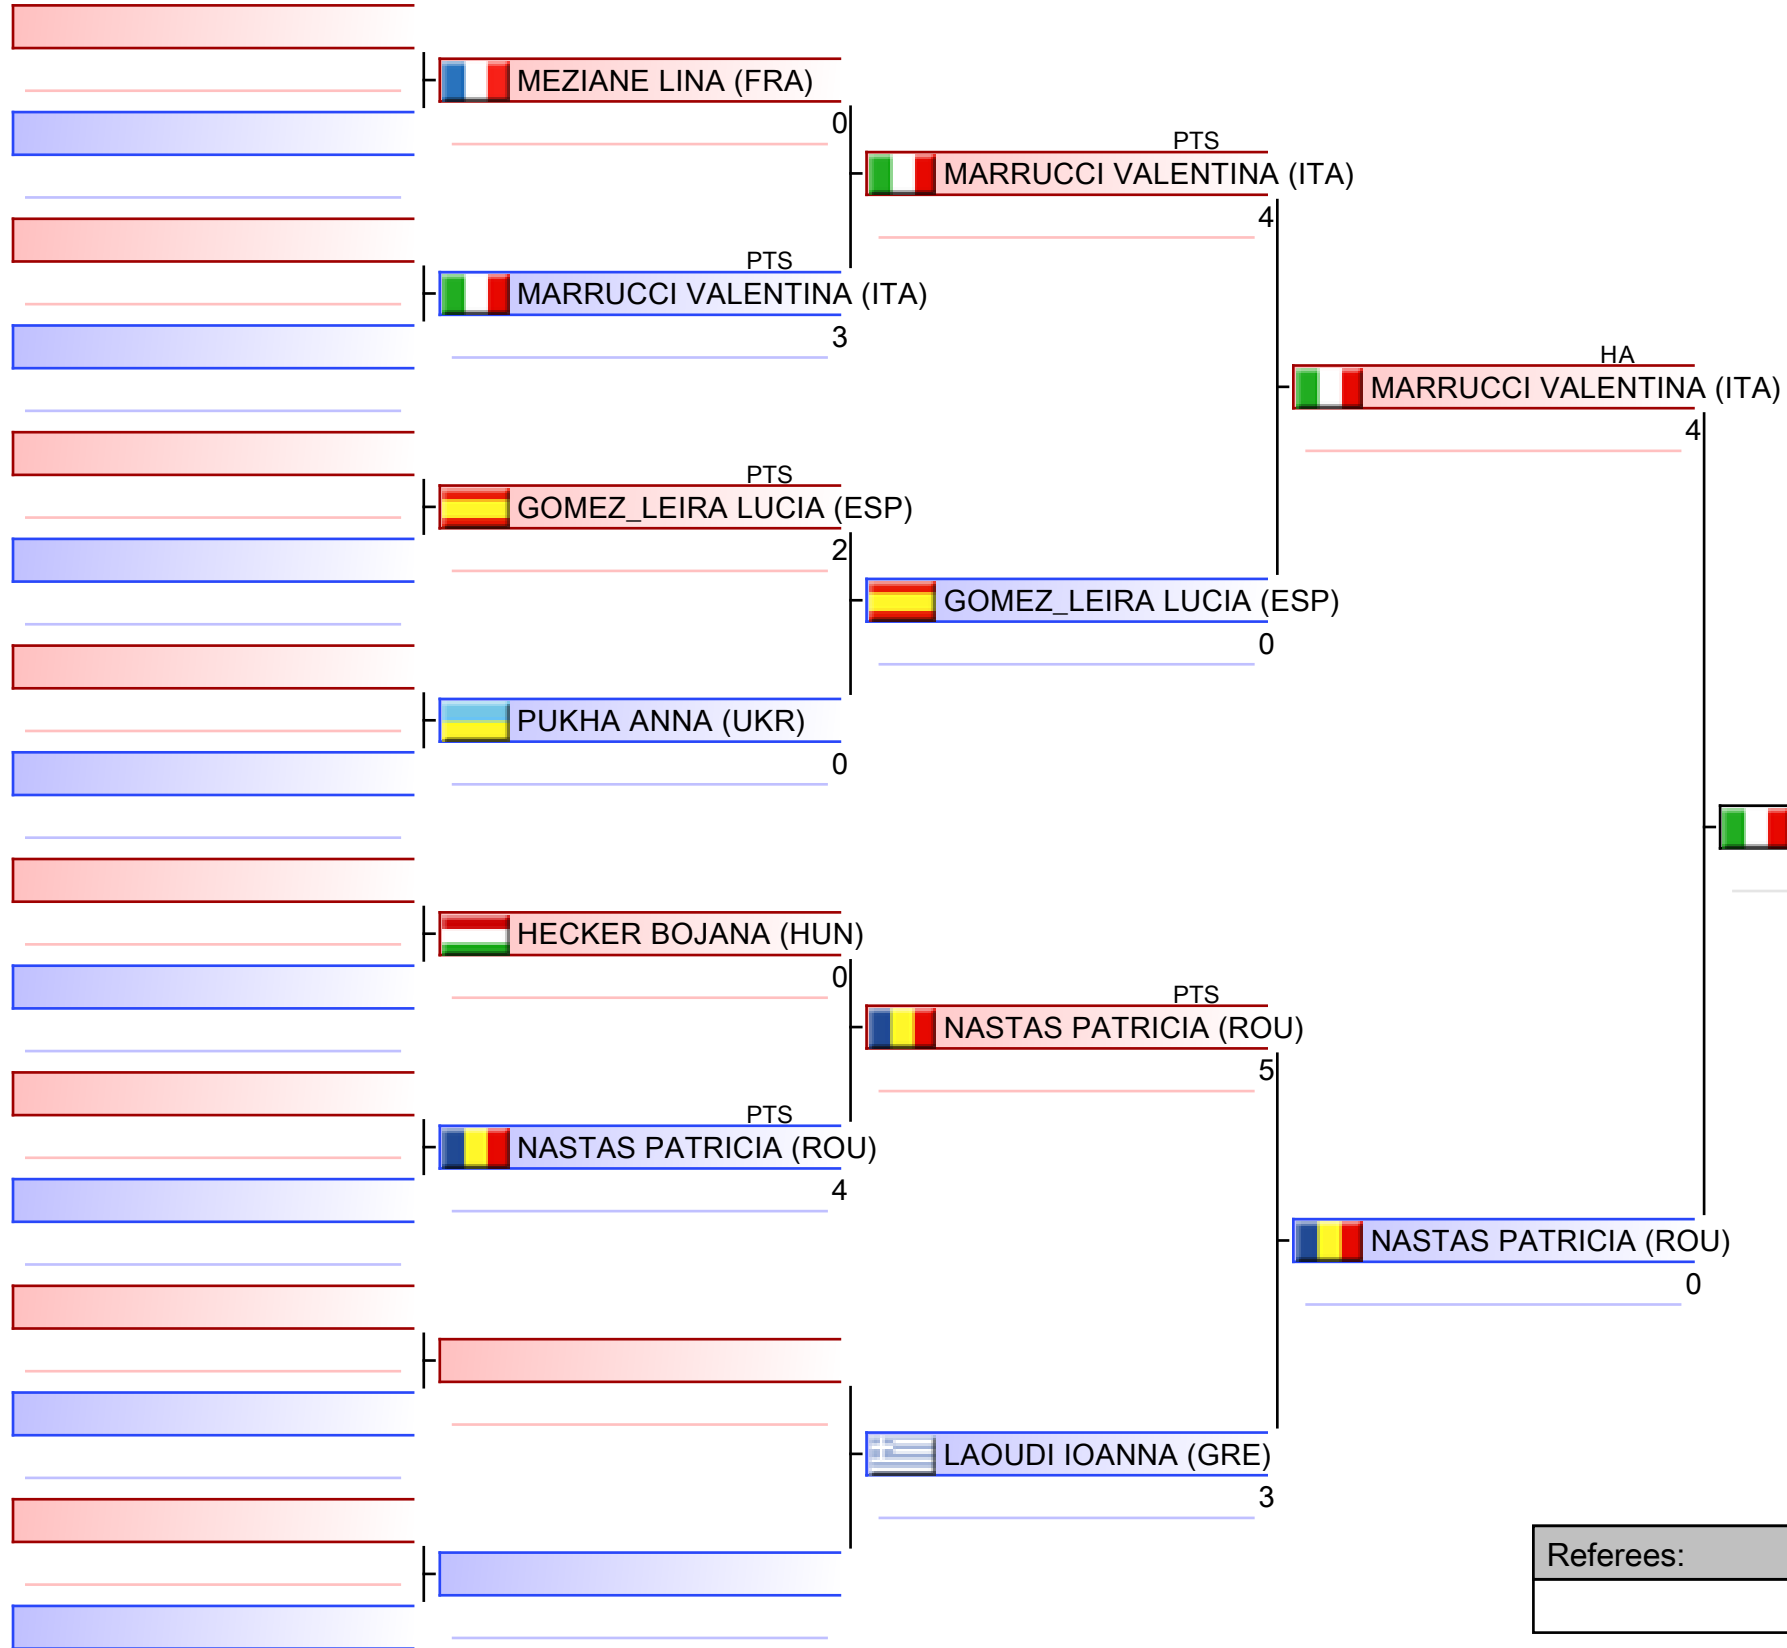 MEZIANE LINA (FRA)
0
PTS
MARRUCCI VALENTINA (ITA)
4
PTS
MARRUCCI VALENTINA (ITA)
3
HA
MARRUCCI VALENTINA (ITA)
4
PTS
GOMEZ_LEIRA LUCIA (ESP)
2
GOMEZ_LEIRA LUCIA (ESP)
0
PUKHA ANNA (UKR)
0
HECKER BOJANA (HUN)
0
PTS
NASTAS PATRICIA (ROU)
5
PTS
NASTAS PATRICIA (ROU)
4
NASTAS PATRICIA (ROU)
0
LAOUDI IOANNA (GRE)
3
Referees: